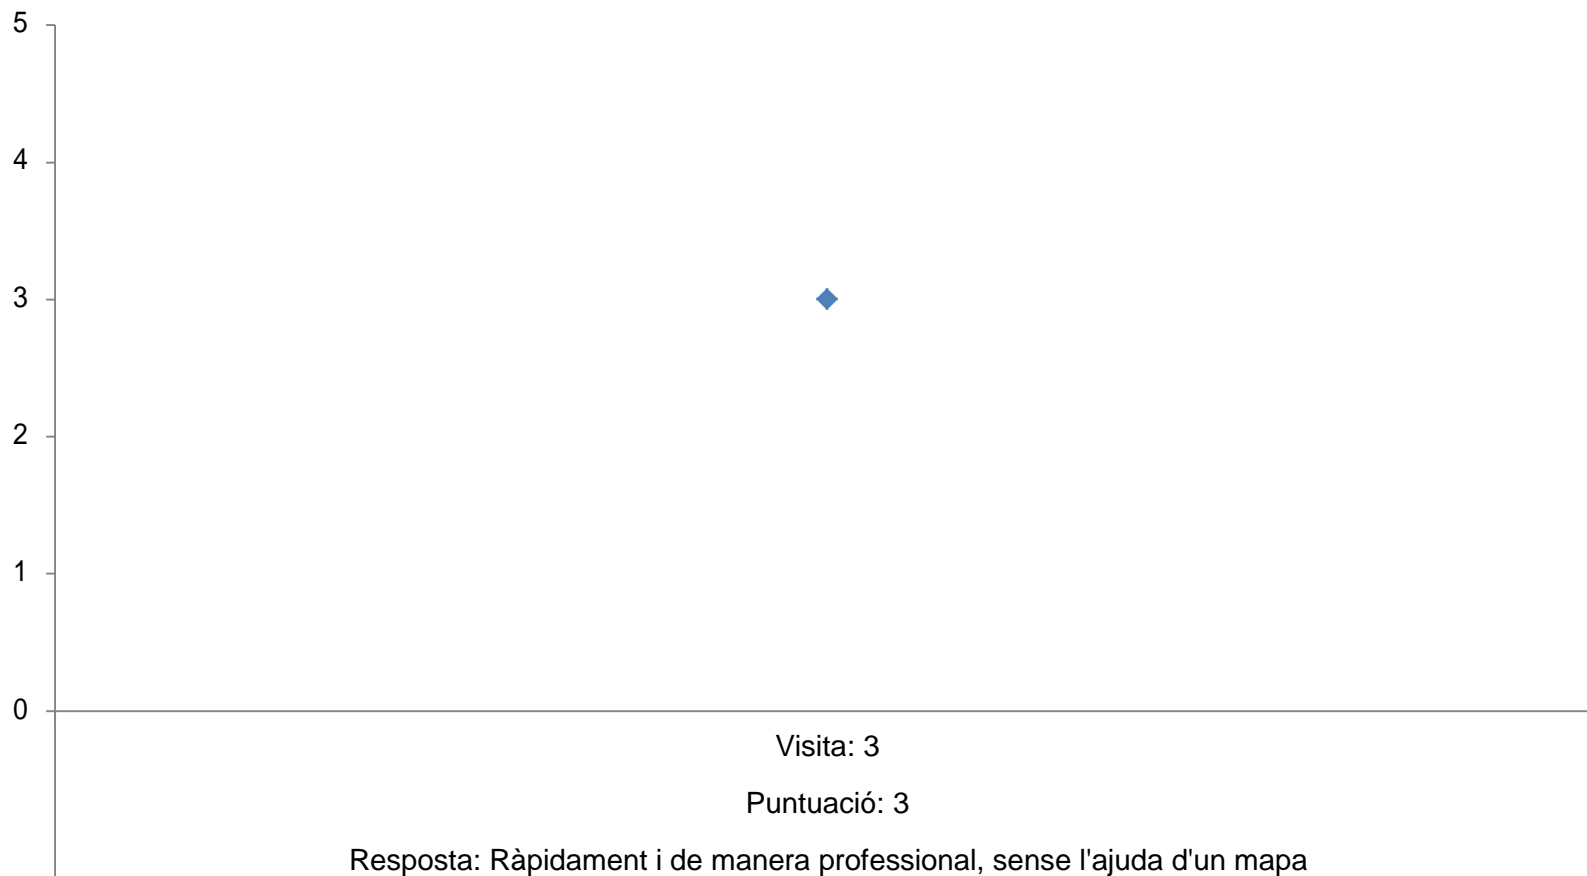 5
4
3
2
1
0
Visita: 3
Puntuació: 3
Resposta: Ràpidament i de manera professional, sense l'ajuda d'un mapa